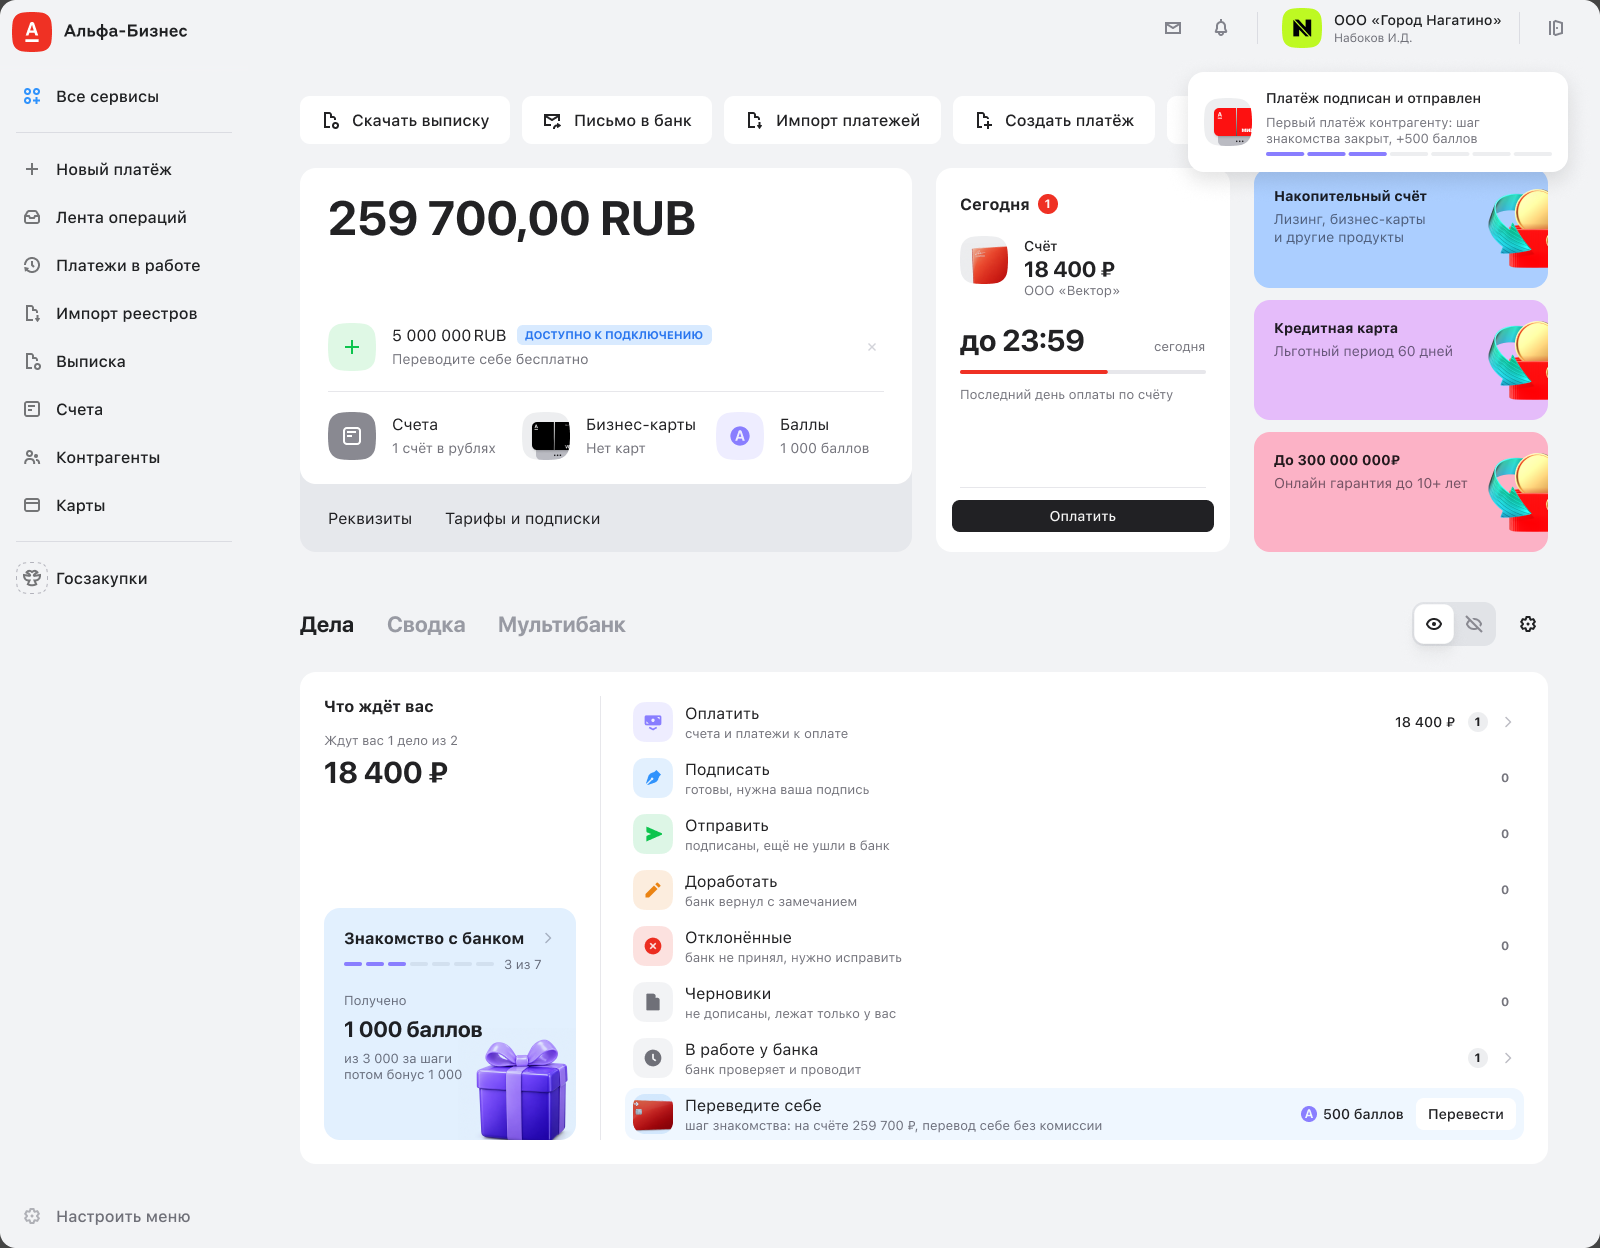 Альфа-Бизнес
ООО «Город Нагатино»
Набоков И.Д.
Все сервисы
Новый платёж
Лента операций
Платежи в работе
Импорт реестров
Выписка
Счета
Контрагенты
Карты
Госзакупки
Настроить меню
Скачать выписку
Письмо в банк
Импорт платежей
Создать платёж
Платёж подписан и отправлен
Первый платёж контрагенту: шаг
знакомства закрыт, +500 баллов
259 700,00 RUB
5 000 000 RUB
ДОСТУПНО К ПОДКЛЮЧЕНИЮ
Переводите себе бесплатно
Счета
1 счёт в рублях
Бизнес-карты
Нет карт
Баллы
1 000 баллов
Реквизиты
Тарифы и подписки
Сегодня 1
Счёт
18 400 ₽
ООО «Вектор»
до 23:59
сегодня
Последний день оплаты по счёту
Оплатить
Накопительный счёт
Лизинг, бизнес-карты
и другие продукты
Кредитная карта
Льготный период 60 дней
До 300 000 000₽
Онлайн гарантия до 10+ лет
Дела
Сводка
Мультибанк
Что ждёт вас
Ждут вас 1 дело из 2
18 400 ₽
Знакомство с банком
3 из 7
Получено
1 000 баллов
из 3 000 за шаги
потом бонус 1 000
Оплатить
счета и платежи к оплате
18 400 ₽ 1
Подписать
готовы, нужна ваша подпись
0
Отправить
подписаны, ещё не ушли в банк
0
Доработать
банк вернул с замечанием
0
Отклонённые
банк не принял, нужно исправить
0
Черновики
не дописаны, лежат только у вас
0
В работе у банка
банк проверяет и проводит
1
Переведите себе
шаг знакомства: на счёте 259 700 ₽, перевод себе без комиссии
500 баллов
Перевести